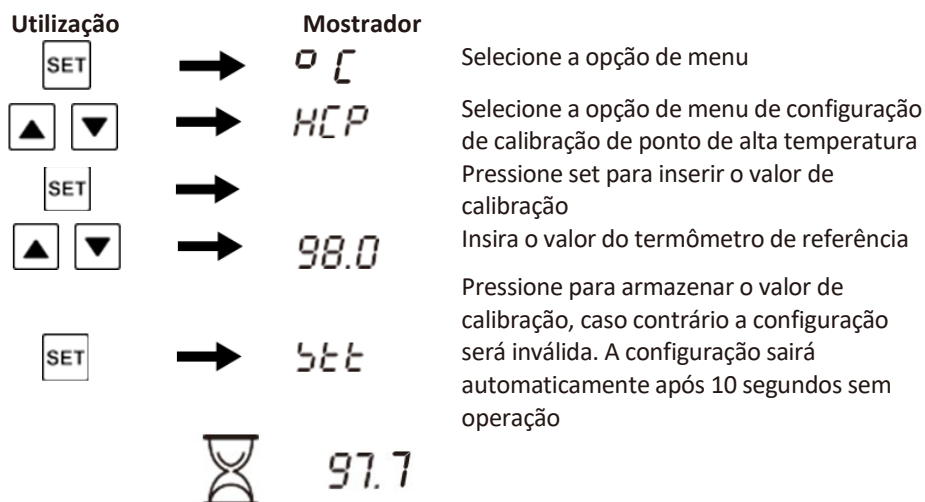 Utilização Mostrador
SET °C Selecione a opção de menu
HCP Selecione a opção de menu de configuração
de calibração de ponto de alta temperatura
SET Pressione set para inserir o valor de
calibração
98.0 Insira o valor do termômetro de referência
Pressione para armazenar o valor de
calibração, caso contrário a configuração
SET Stt será inválida. A configuração sairá
automaticamente após 10 segundos sem
operação
97.7